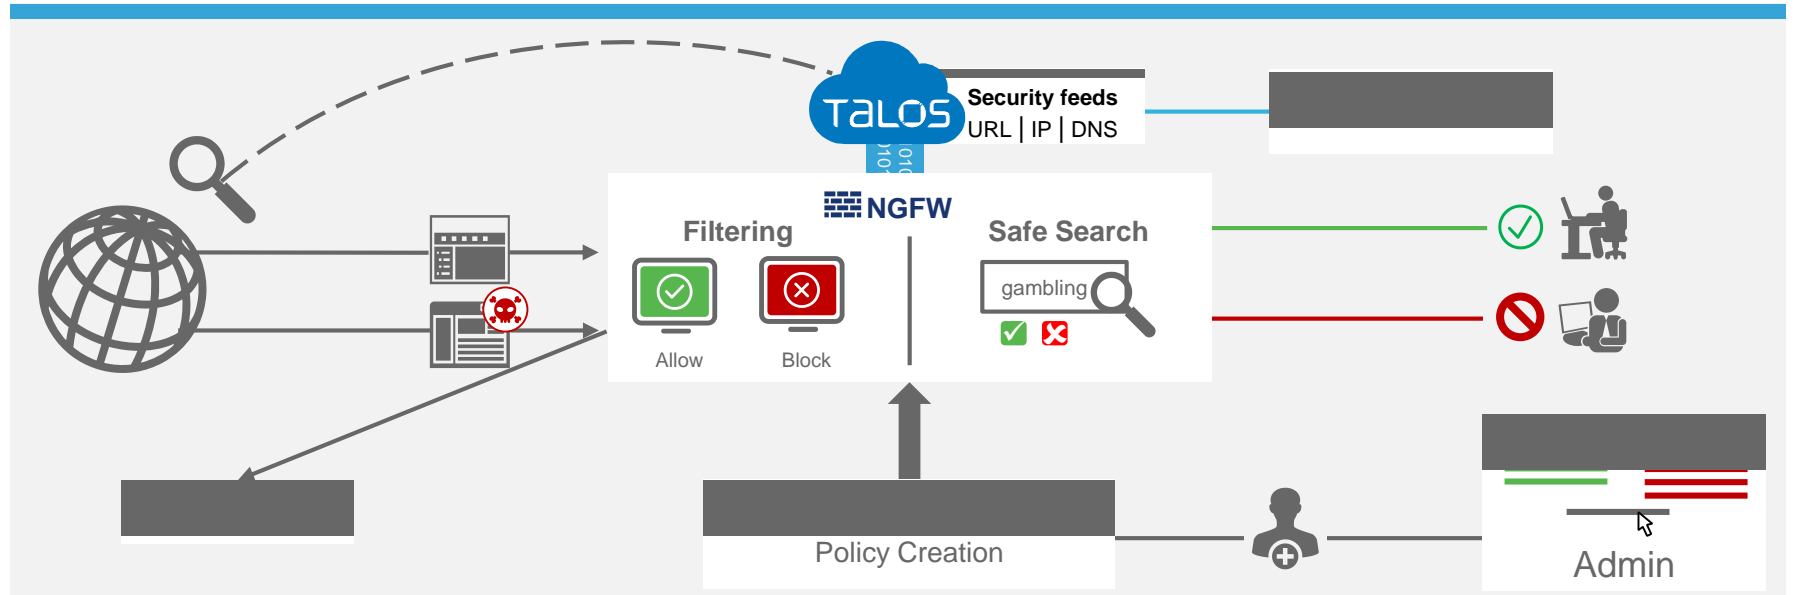 TALOS
Security feeds
URL | IP | DNS
NGFW
Filtering
Safe Search
gambling
Allow
Block
Policy Creation
Admin